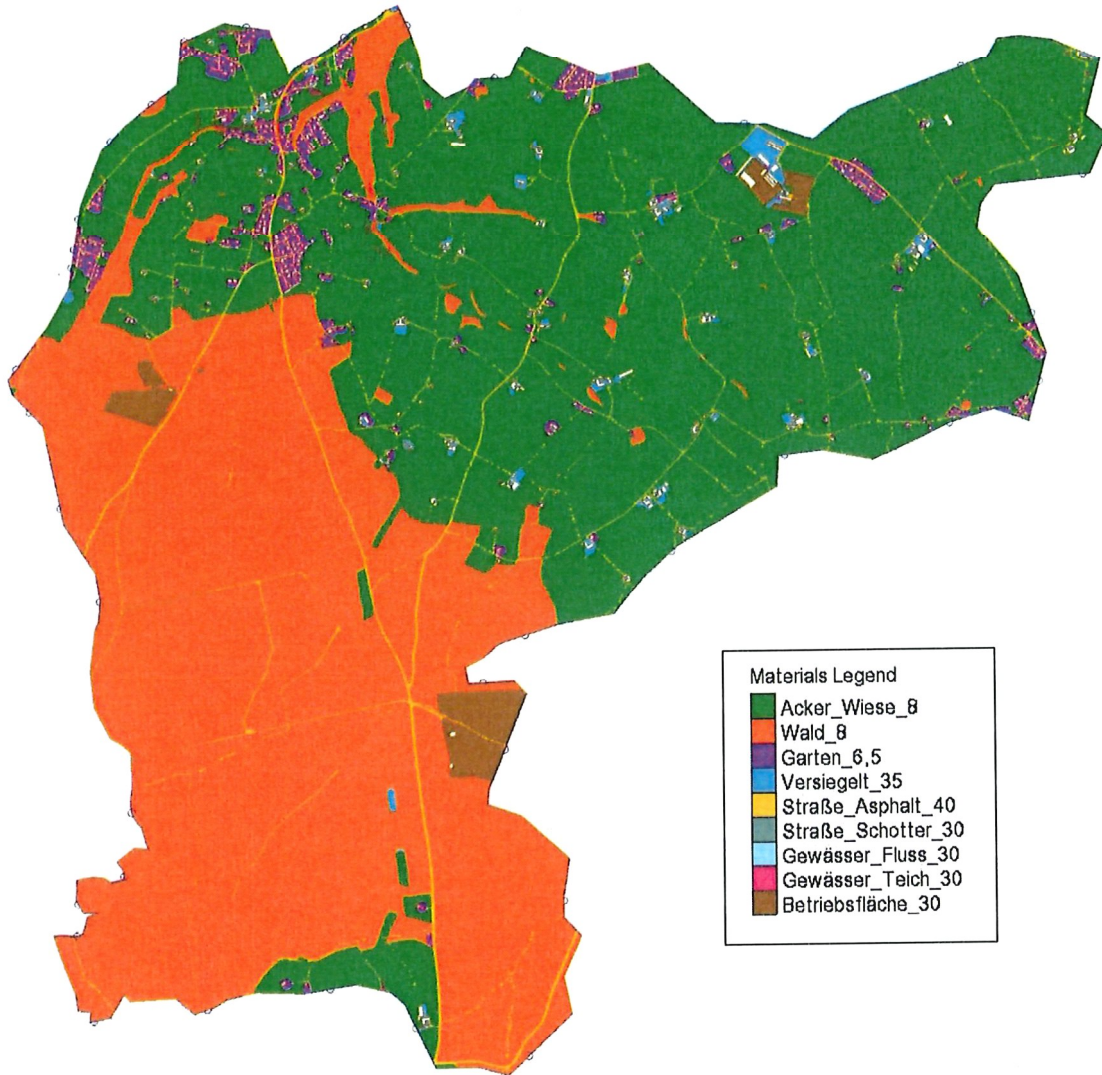 Materials Legend
Acker_Wiese_8
Wald_8
Garten_6,5
Versiegelt_35
Straße_Asphalt_40
Straße_Schotter_30
Gewässer_Fluss_30
Gewässer_Teich_30
Betriebsfläche_30